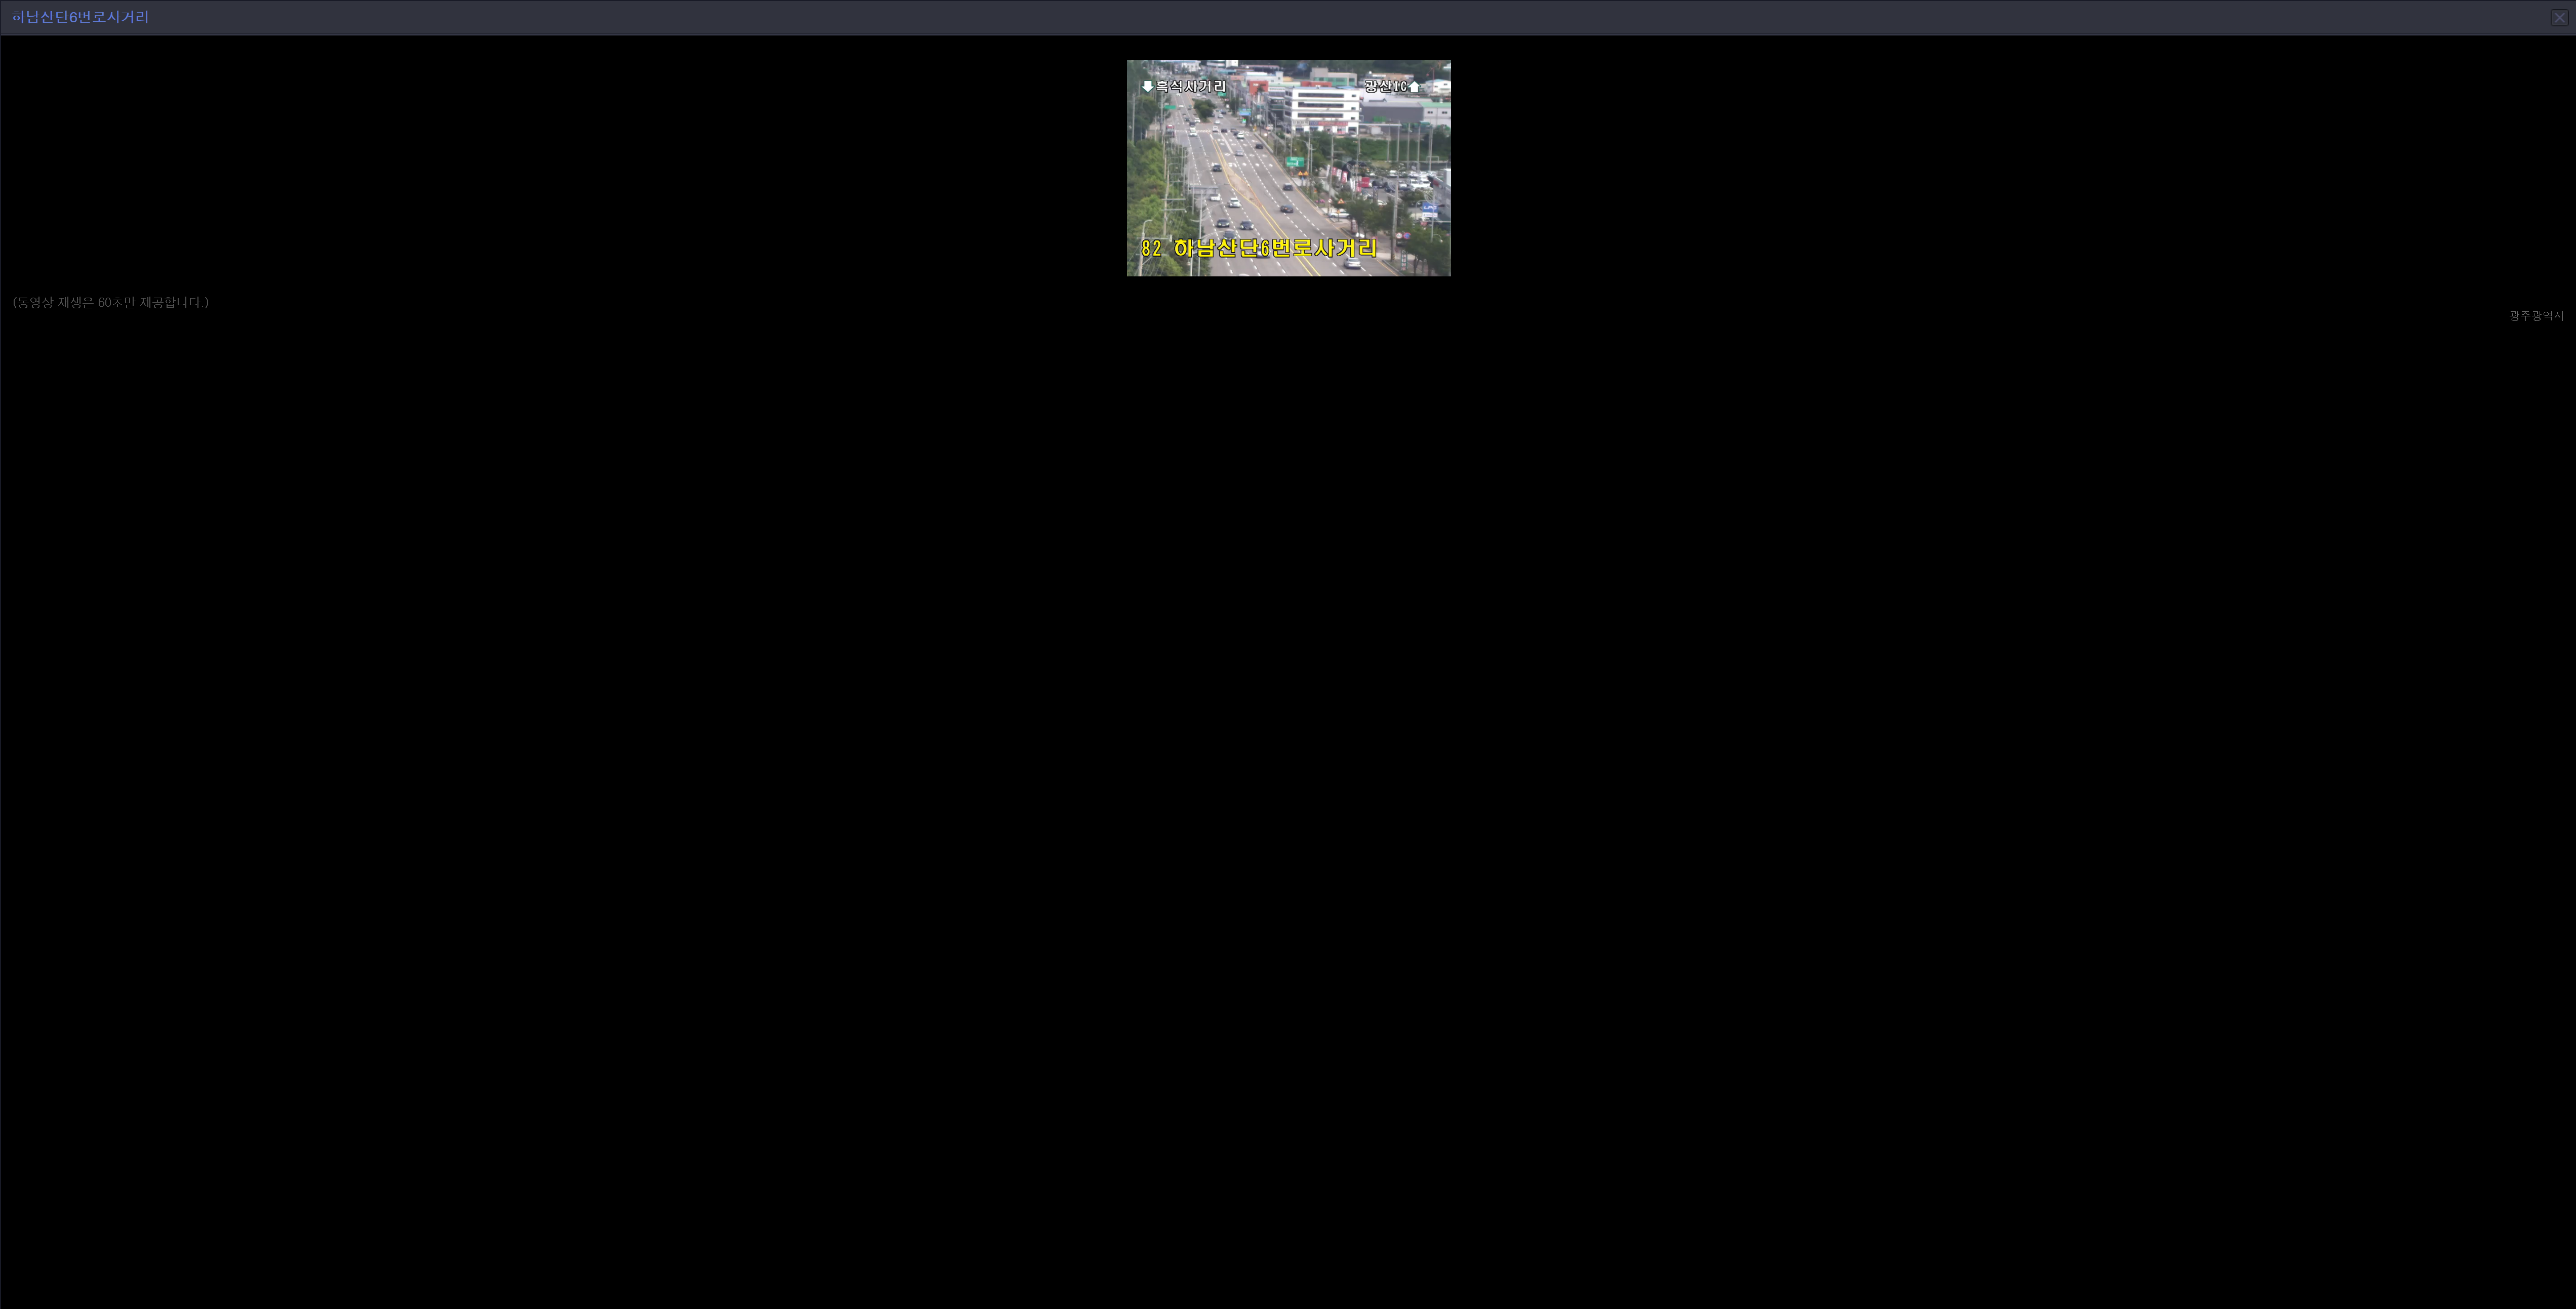 하남산단6번로사거리
⬇흑석사거리 광산IC⬆
82 하남산단6번로사거리
(동영상 재생은 60초만 제공합니다.)
광주광역시